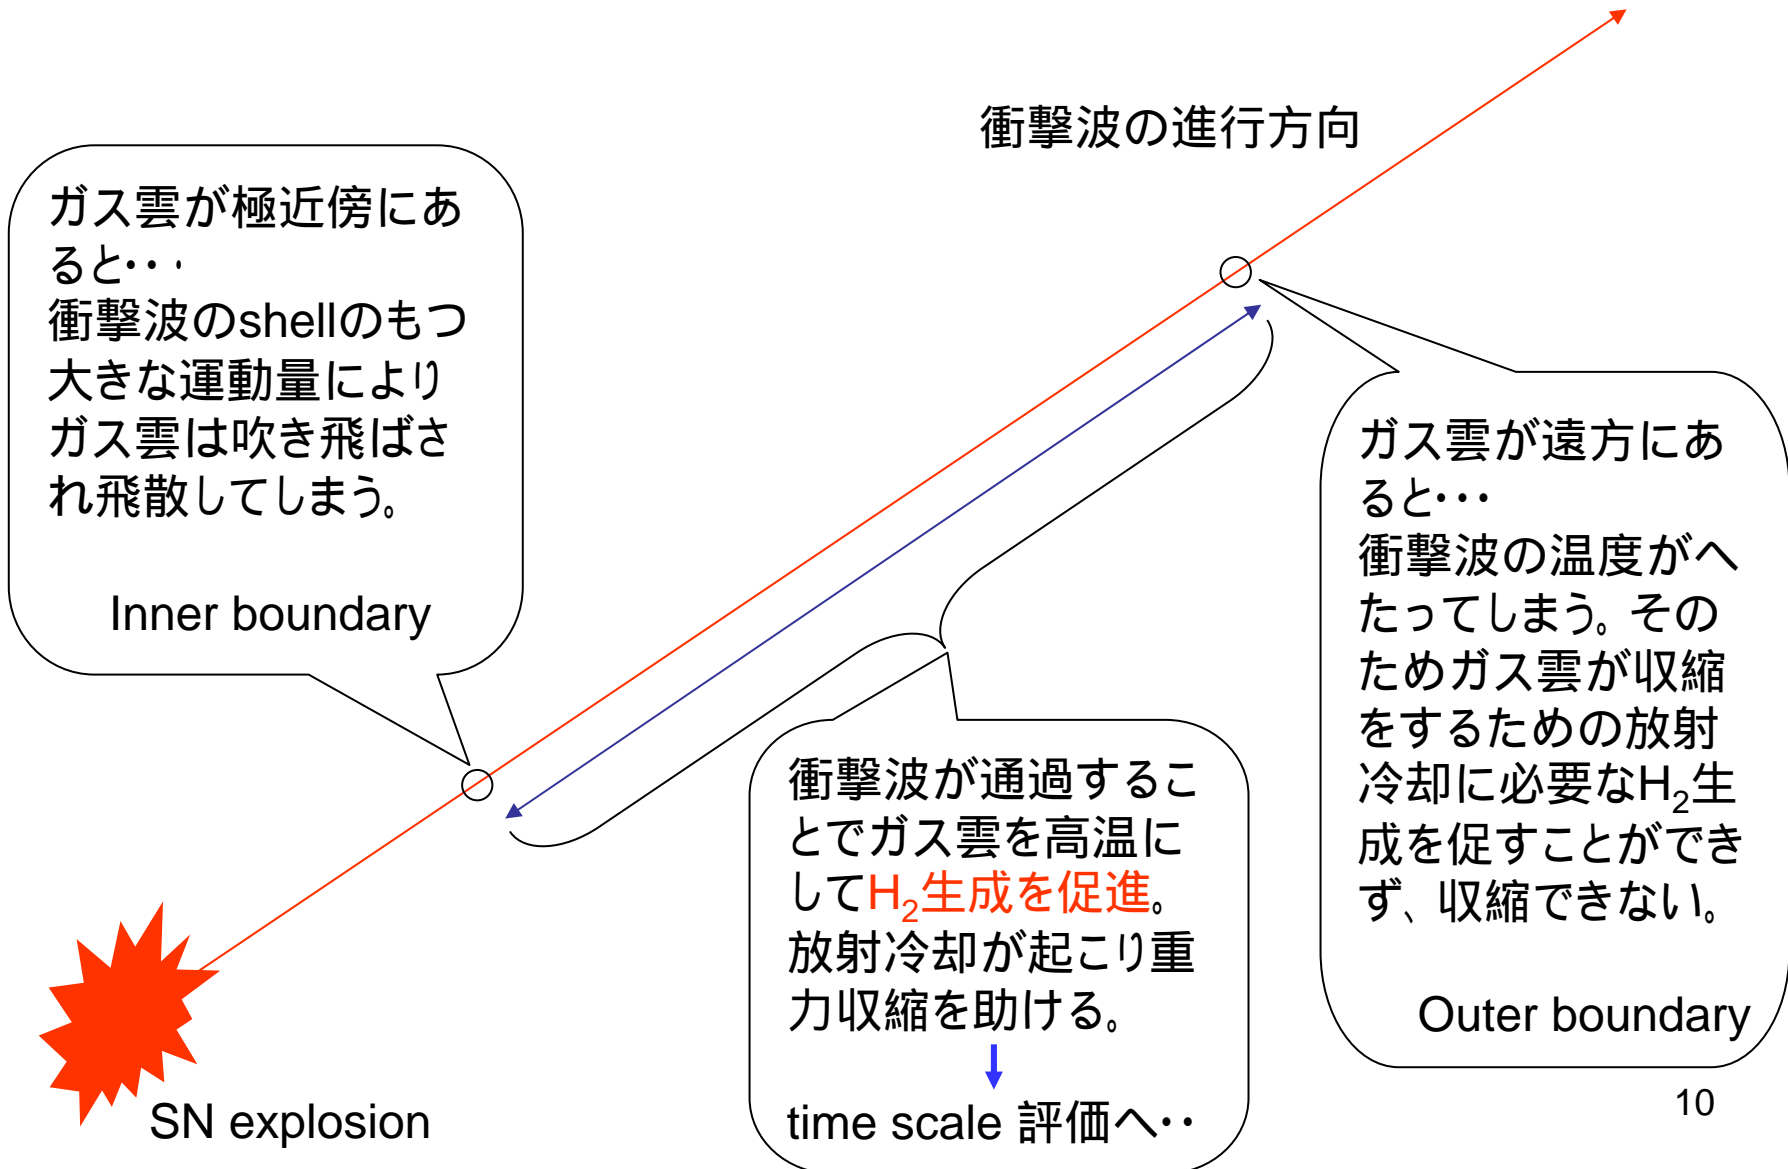 衝撃波の進行方向
ガス雲が極近傍にあ
ると・・・
衝撃波のshellのもつ
大きな運動量により
ガス雲は吹き飛ばさ
れ飛散してしまう。
Inner boundary
ガス雲が遠方にあ
ると・・・
衝撃波の温度がへ
たってしまう。その
ためガス雲が収縮
をするための放射
冷却に必要なH₂生
成を促すことができ
ず、収縮できない。
Outer boundary
衝撃波が通過するこ
とでガス雲を高温に
してH₂生成を促進。
放射冷却が起こり重
力収縮を助ける。
time scale 評価へ・・
SN explosion
10